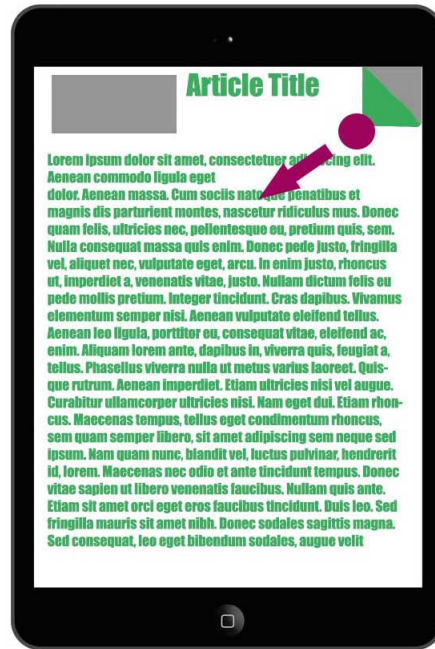 Article Title
Lorem ipsum dolor sit amet, consectetuer adipiscing elit.
Aenean commodo ligula eget
dolor. Aenean massa. Cum sociis natoque penatibus et
magnis dis parturient montes, nascetur ridiculus mus. Donec
quam felis, ultricies nec, pellentesque eu, pretium quis, sem.
Nulla consequat massa quis enim. Donec pede justo, fringilla
vel, aliquet nec, vulputate eget, arcu. In enim justo, rhoncus
ut, imperdiet a, venenatis vitae, justo. Nullam dictum felis eu
pede mollis pretium. Integer tincidunt. Cras dapibus. Vivamus
elementum semper nisi. Aenean vulputate eleifend tellus.
Aenean leo ligula, porttitor eu, consequat vitae, eleifend ac,
enim. Aliquam lorem ante, dapibus in, viverra quis, feugiat a,
tellus. Phasellus viverra nulla ut metus varius laoreet. Quis-
que rutrum. Aenean imperdiet. Etiam ultricies nisi vel augue.
Curabitur ullamcorper ultricies nisi. Nam eget dui. Etiam rhon-
cus. Maecenas tempus, tellus eget condimentum rhoncus,
sem quam semper libero, sit amet adipiscing sem neque sed
ipsum. Nam quam nunc, blandit vel, luctus pulvinar, hendrerit
id, lorem. Maecenas nec odio et ante tincidunt tempus. Donec
vitae sapien ut libero venenatis faucibus. Nullam quis ante.
Etiam sit amet orci eget eros faucibus tincidunt. Duis leo. Sed
fringilla mauris sit amet nibh. Donec sodales sagittis magna.
Sed consequat, leo eget bibendum sodales, augue velit